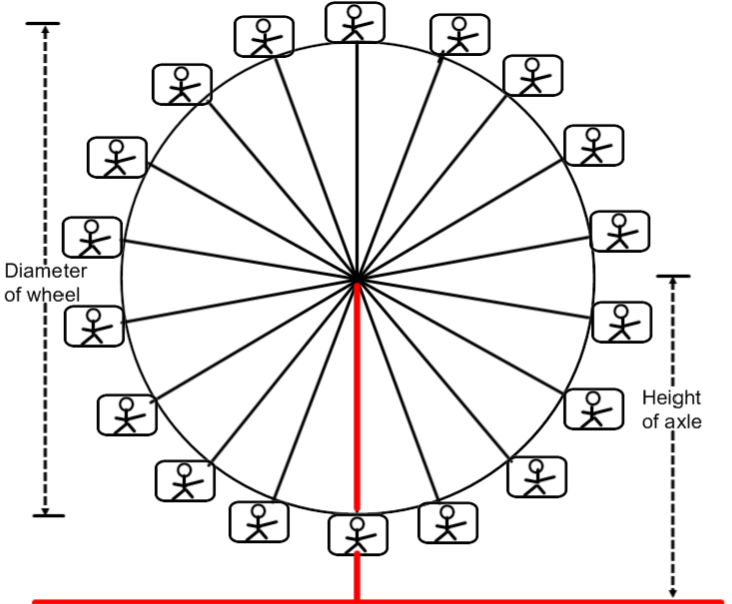 Diameter
of wheel
Height
of axle